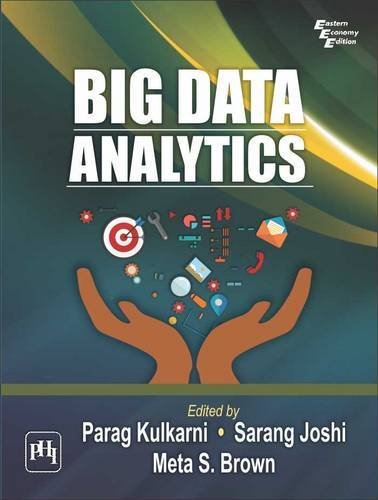 Eastern
Economy
Edition
BIG DATA
ANALYTICS
Edited by
Parag Kulkarni • Sarang Joshi
Meta S. Brown
PHI